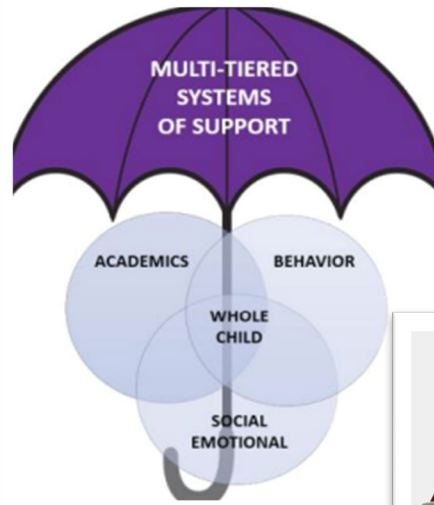 MULTI-TIERED
SYSTEMS
OF SUPPORT
ACADEMICS
BEHAVIOR
WHOLE
CHILD
SOCIAL
EMOTIONAL